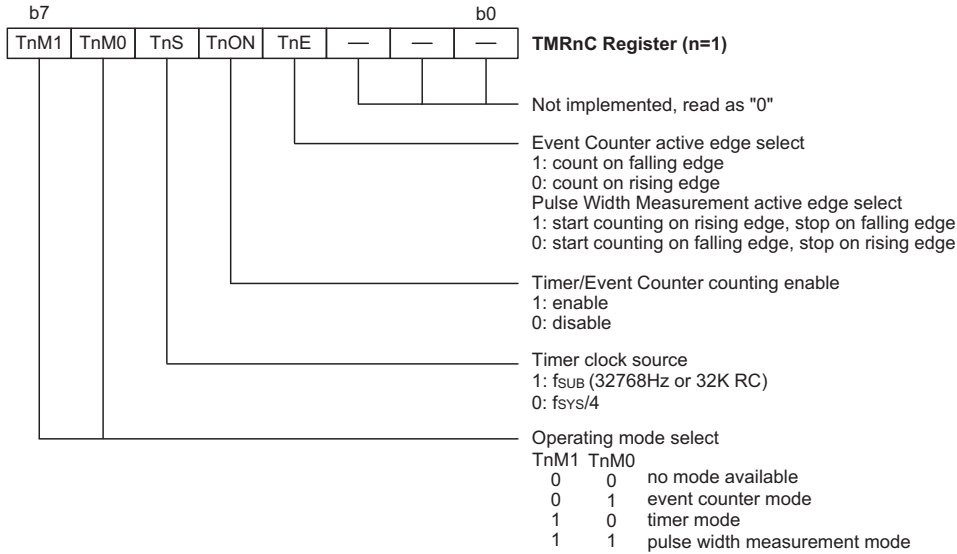 b7 b0
TnM1 TnM0 TnS TnON TnE — — — TMRnC Register (n=1)
Not implemented, read as "0"
Event Counter active edge select
1: count on falling edge
0: count on rising edge
Pulse Width Measurement active edge select
1: start counting on rising edge, stop on falling edge
0: start counting on falling edge, stop on rising edge
Timer/Event Counter counting enable
1: enable
0: disable
Timer clock source
1: fSUB (32768Hz or 32K RC)
0: fSYS/4
Operating mode select
TnM1 TnM0
0 0 no mode available
0 1 event counter mode
1 0 timer mode
1 1 pulse width measurement mode